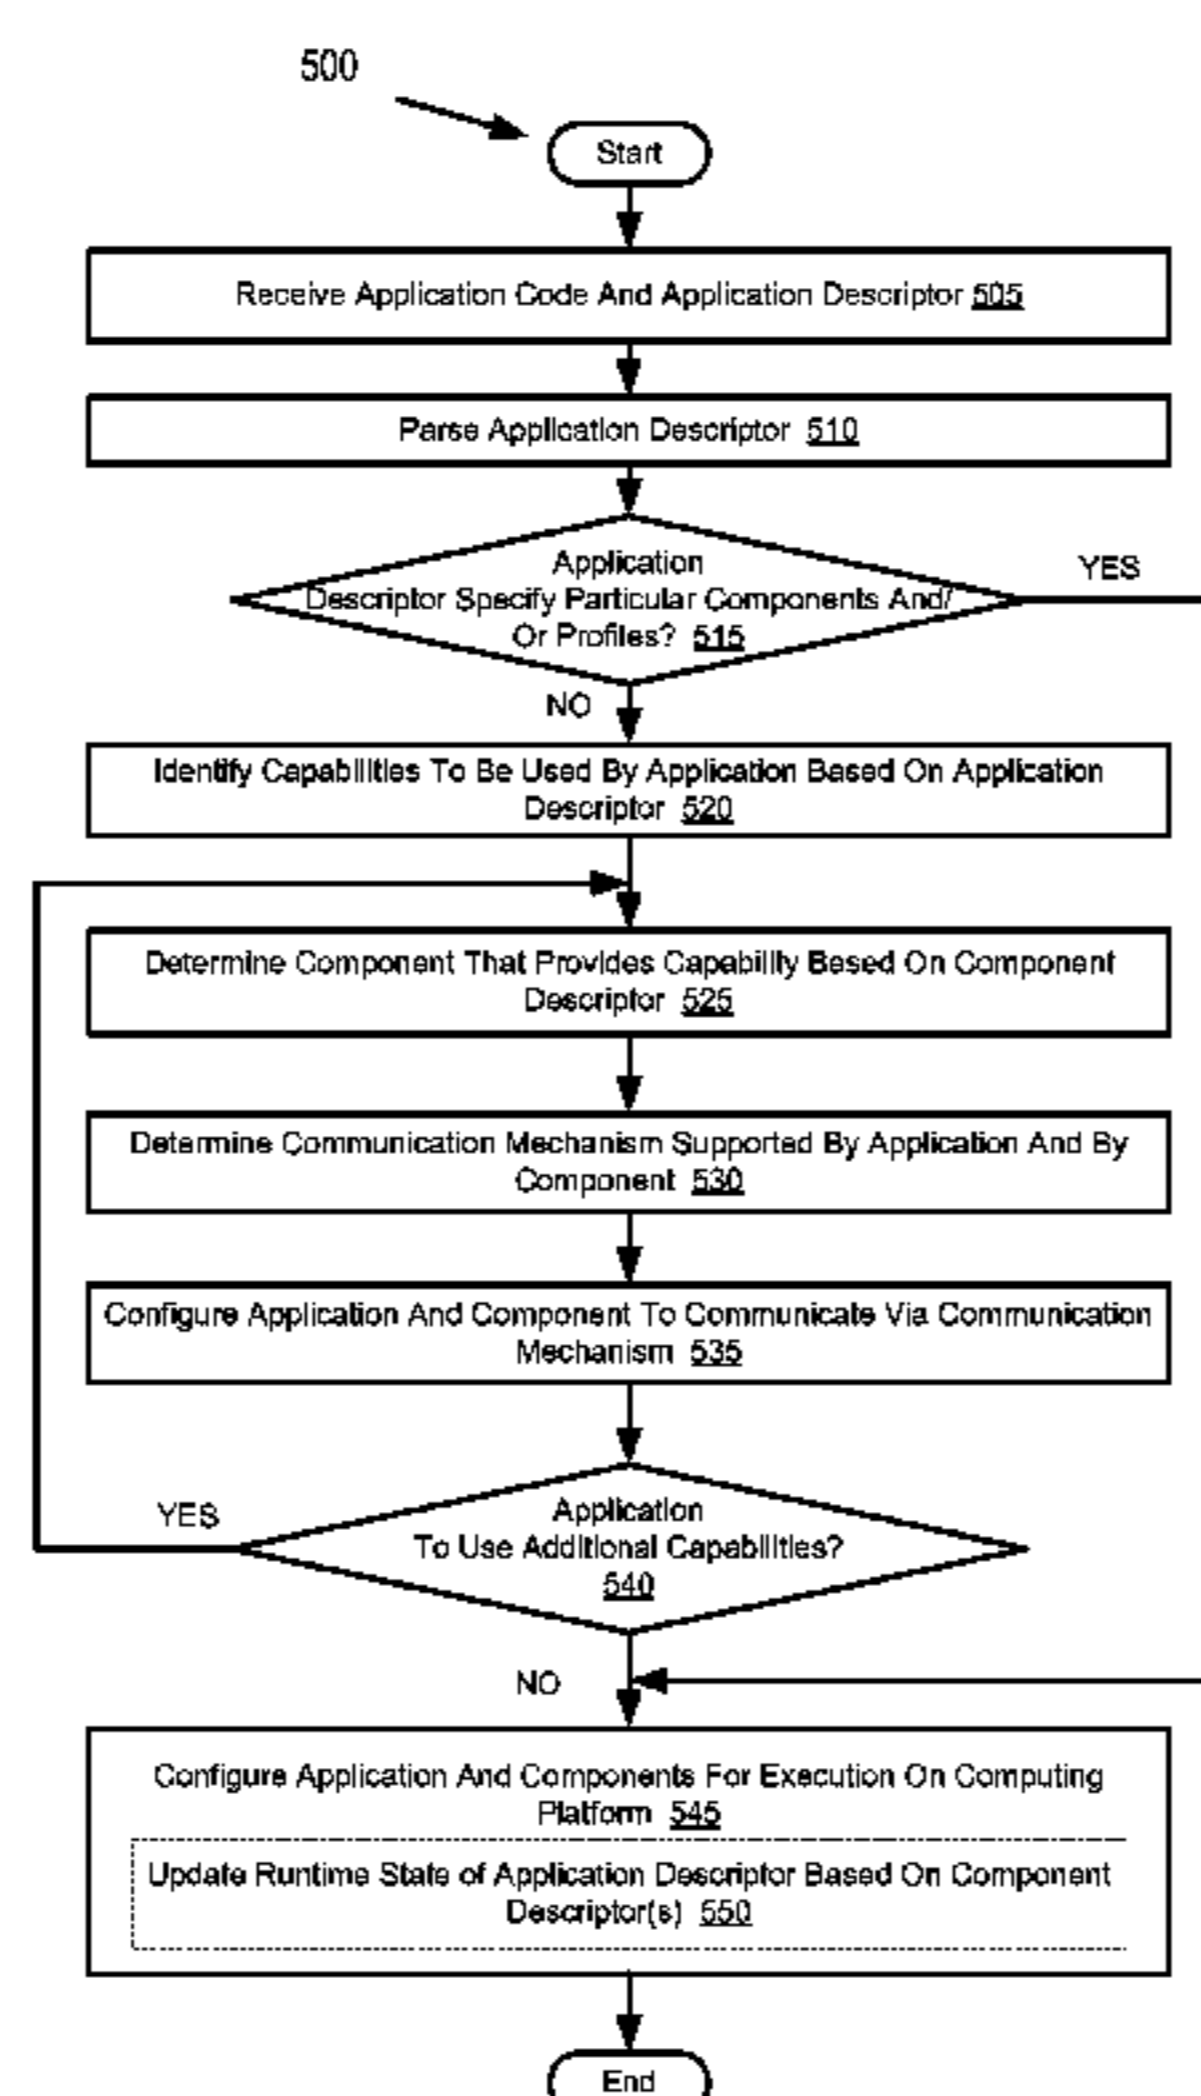 500
Start
Receive Application Code And Application Descriptor 505
Parse Application Descriptor 510
Application
Descriptor Specify Particular Components And/
Or Profiles? 515
YES
NO
Identify Capabilities To Be Used By Application Based On Application
Descriptor 520
Determine Component That Provides Capability Based On Component
Descriptor 525
Determine Communication Mechanism Supported By Application And By
Component 530
Configure Application And Component To Communicate Via Communication
Mechanism 535
Application
To Use Additional Capabilities?
540
YES
NO
Configure Application And Components For Execution On Computing
Platform 545
Update Runtime State of Application Descriptor Based On Component
Descriptor(s) 550
End